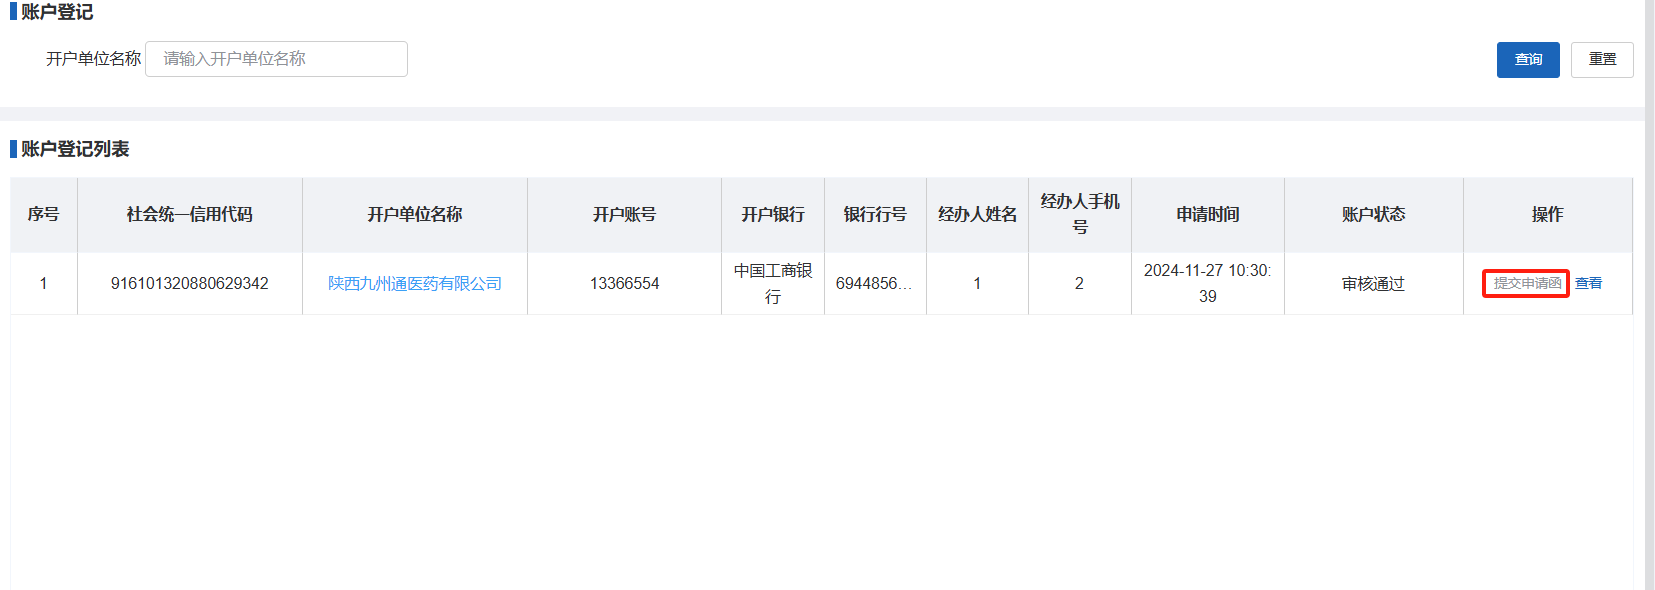 账户登记
开户单位名称 请输入开户单位名称 查询 重置
账户登记列表
序号 社会统一信用代码 开户单位名称 开户账号 开户银行 银行行号 经办人姓名 经办人手机号 申请时间 账户状态 操作
1 916101320880629342 陕西九州通医药有限公司 13366554 中国工商银行 6944856... 1 2 2024-11-27 10:30:39 审核通过 提交申请函 查看